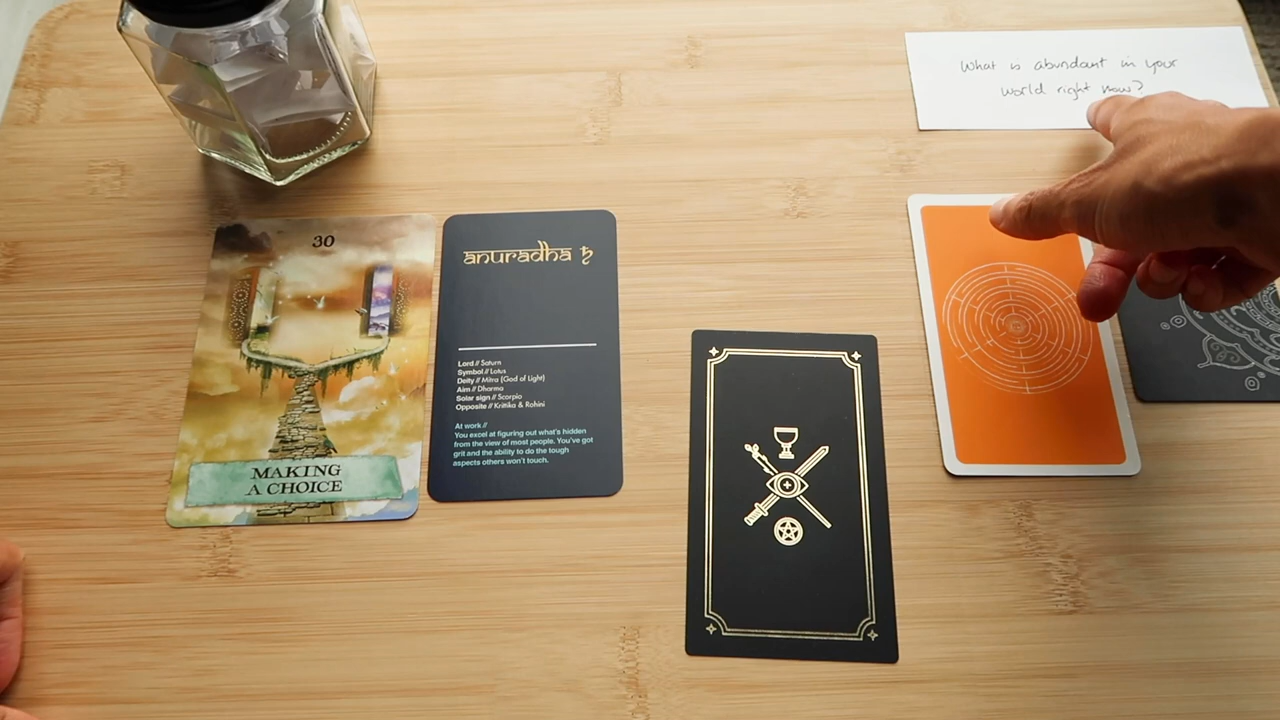 What is abundant in your
world right now?
30
MAKING
A CHOICE
anuradha ♄
Lord // Saturn
Symbol // Lotus
Deity // Mitra (God of Light)
Aim // Dharma
Solar sign // Scorpio
Opposite // Krittika & Rohini
At work //
You excel at figuring out what's hidden
from the view of most people. You've got
grit and the ability to do the tough
aspects others won't touch.